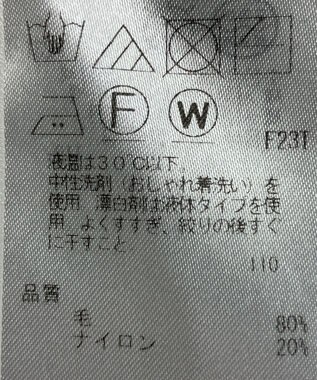 F W
F23T
液温は30℃以下
中性洗剤(おしゃれ着洗い)を
使用 漂白剤は液体タイプを使
用 よくすすぎ、絞りの後すぐ
に干すこと
110
品質
毛 80%
ナイロン 20%